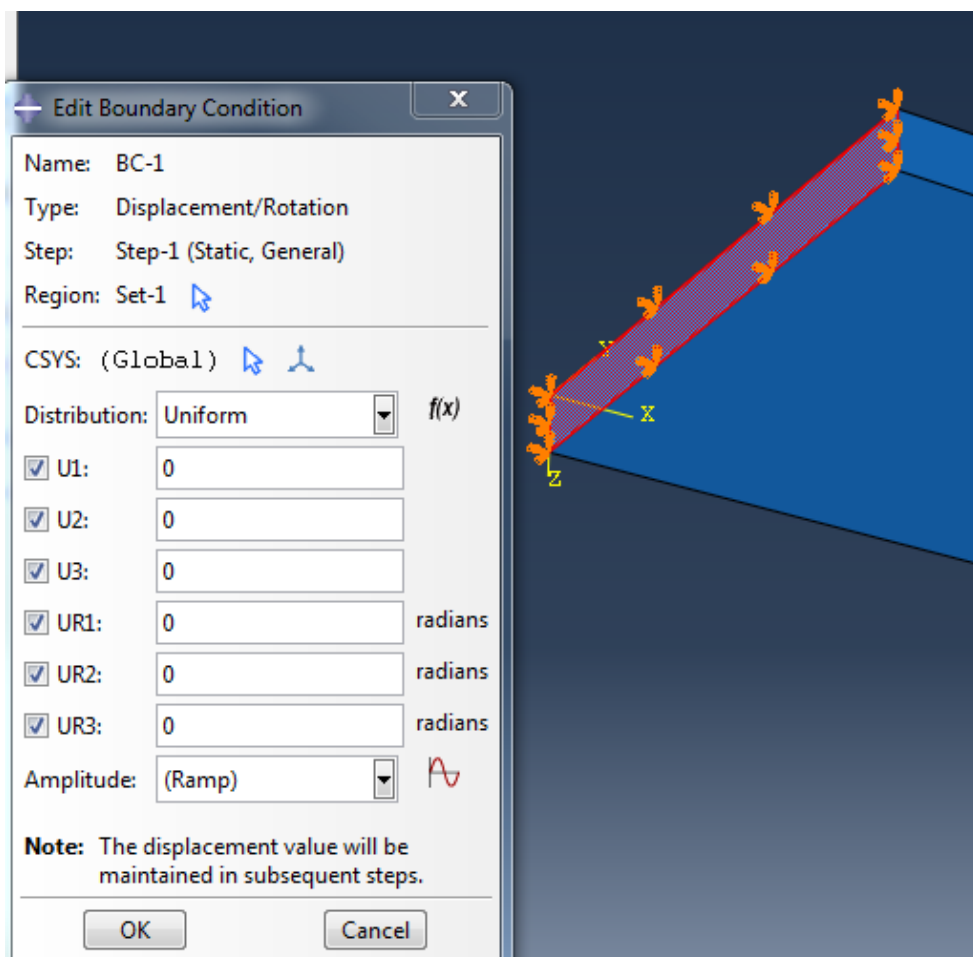 Edit Boundary Condition
x
Name: BC-1
Type: Displacement/Rotation
Step: Step-1 (Static, General)
Region: Set-1
CSYS: (Global)
Distribution: Uniform f(x)
U1: 0
U2: 0
U3: 0
UR1: 0 radians
UR2: 0 radians
UR3: 0 radians
Amplitude: (Ramp)
Note: The displacement value will be
maintained in subsequent steps.
OK Cancel
Y
X
Z